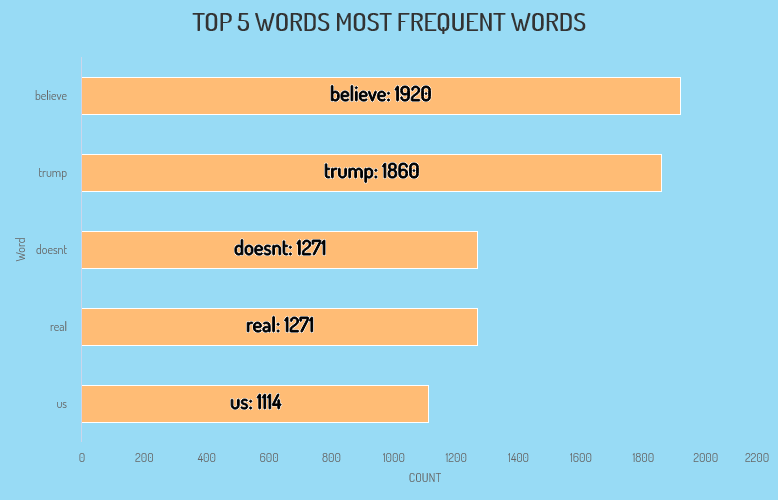 TOP 5 WORDS MOST FREQUENT WORDS
believe
believe: 1920
trump
trump: 1860
Word
doesnt
doesnt: 1271
real
real: 1271
us
us: 1114
0 200 400 600 800 1000 1200 1400 1600 1800 2000 2200
COUNT